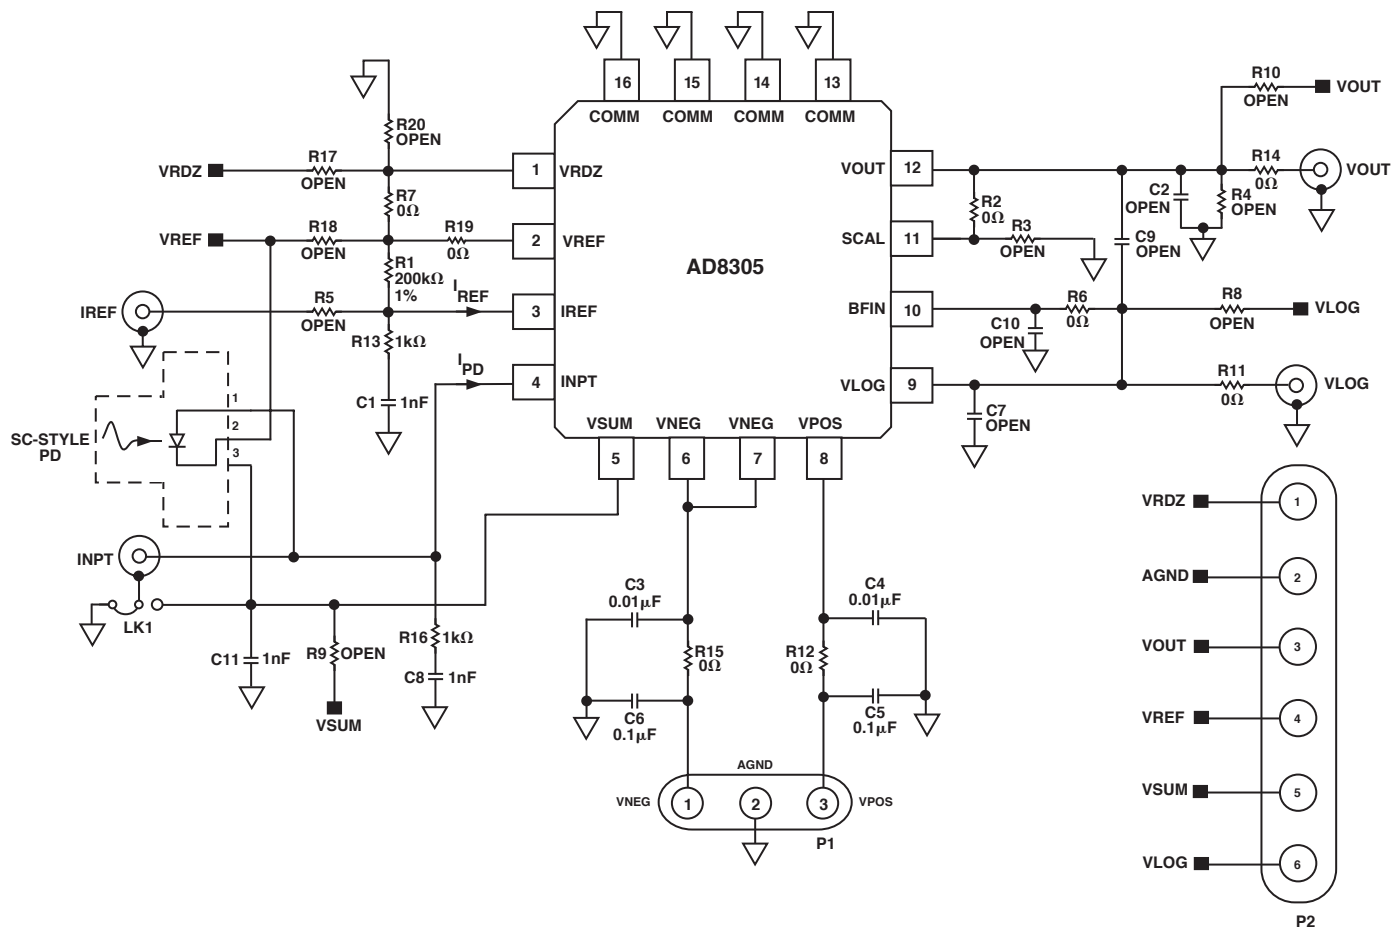 16
15
14
13
COMM
COMM
COMM
COMM
R20
OPEN
VRDZ
R17
OPEN
1
VRDZ
R7
0Ω
VREF
R18
OPEN
R19
0Ω
2
VREF
R1
200kΩ
1%
IREF
R5
OPEN
IREF
3
IREF
R13
1kΩ
IPD
4
INPT
C1
1nF
AD8305
VOUT
12
SCAL
11
BFIN
10
VLOG
9
VSUM
VNEG
VNEG
VPOS
5
6
7
8
R10
OPEN
VOUT
R14
0Ω
VOUT
C2
OPEN
R4
OPEN
R2
0Ω
R3
OPEN
C9
OPEN
R6
0Ω
C10
OPEN
R8
OPEN
VLOG
R11
0Ω
VLOG
C7
OPEN
1
2
3
SC-STYLE
PD
INPT
LK1
C11
1nF
R9
OPEN
VSUM
R16
1kΩ
C8
1nF
C3
0.01μF
R15
0Ω
C6
0.1μF
C4
0.01μF
R12
0Ω
C5
0.1μF
AGND
VNEG
1
2
3
VPOS
P1
VRDZ
1
AGND
2
VOUT
3
VREF
4
VSUM
5
VLOG
6
P2